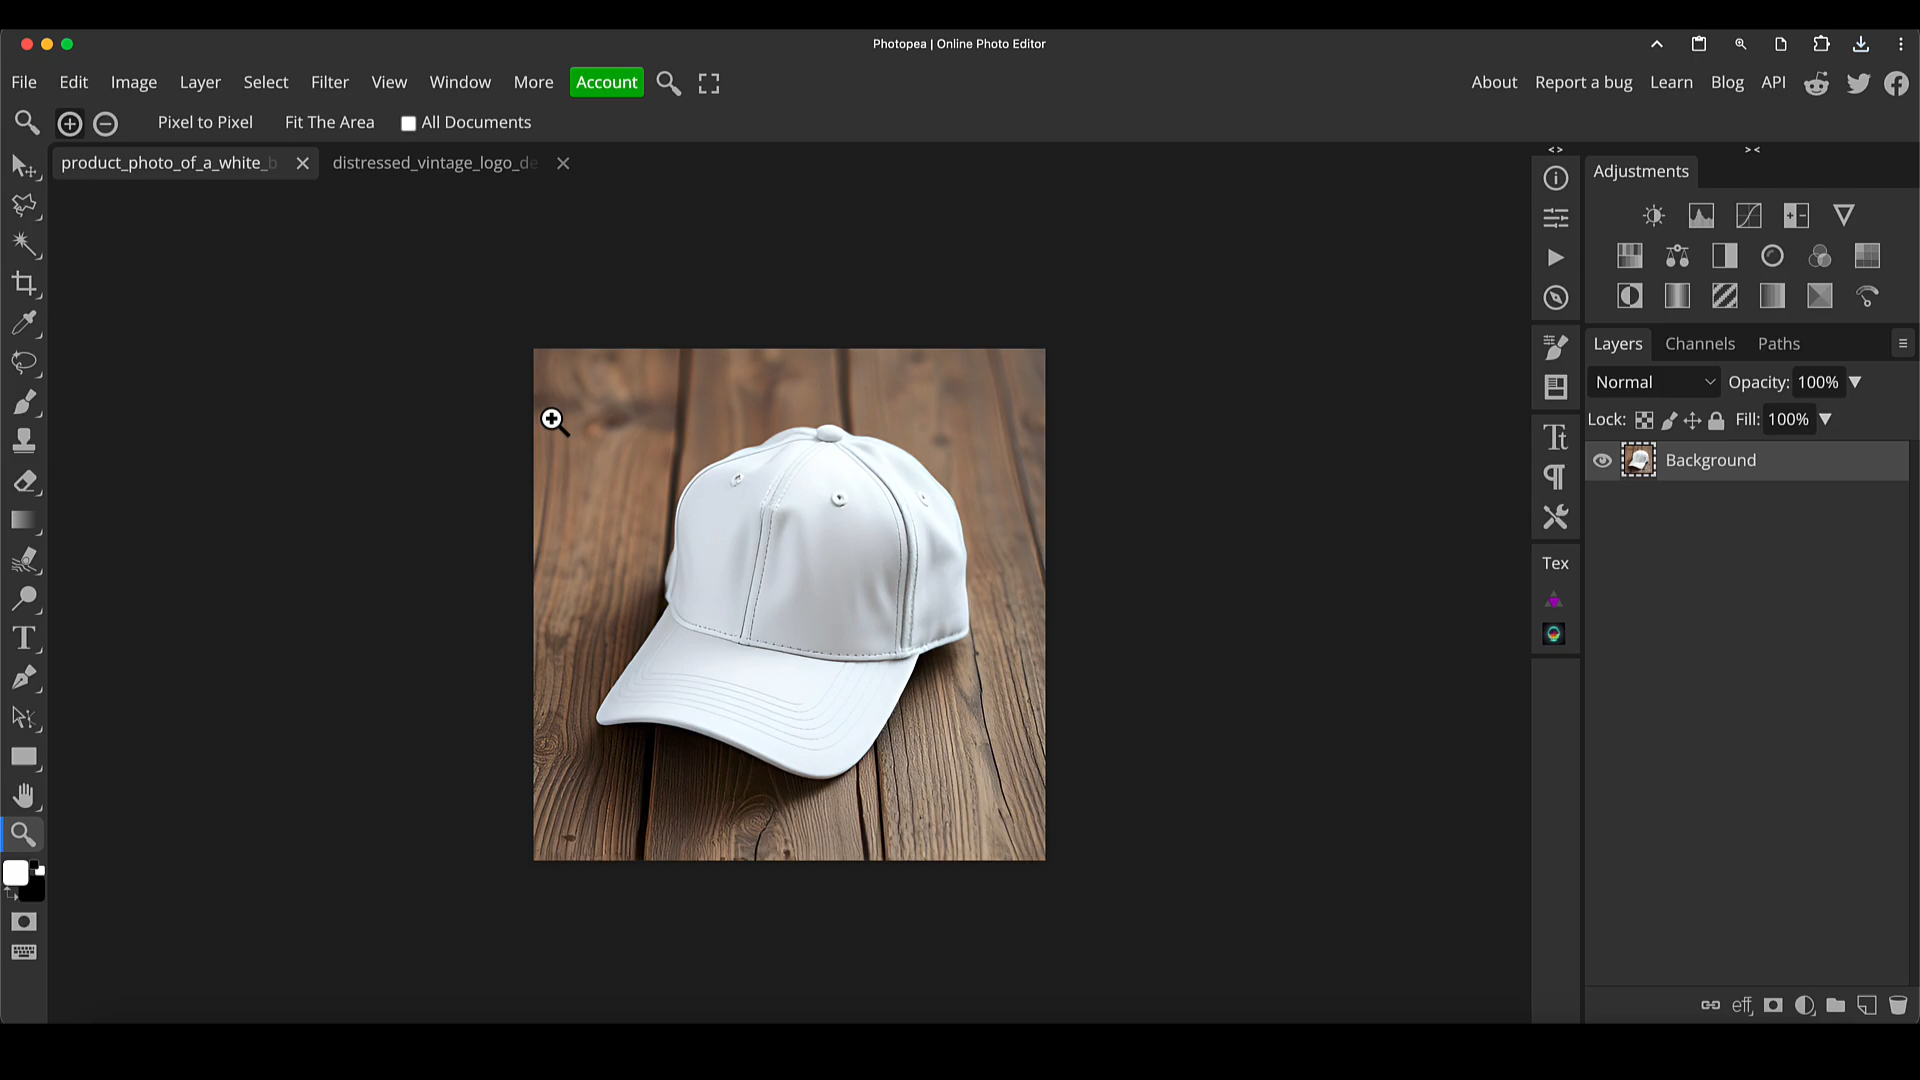 Photopea | Online Photo Editor
File Edit Image Layer Select Filter View Window More Account About Report a bug Learn Blog API
Pixel to Pixel Fit The Area All Documents
product_photo_of_a_white_b distressed_vintage_logo_de
Adjustments
Layers Channels Paths
Normal Opacity: 100%
Lock: Fill: 100%
Background
Tex
eff